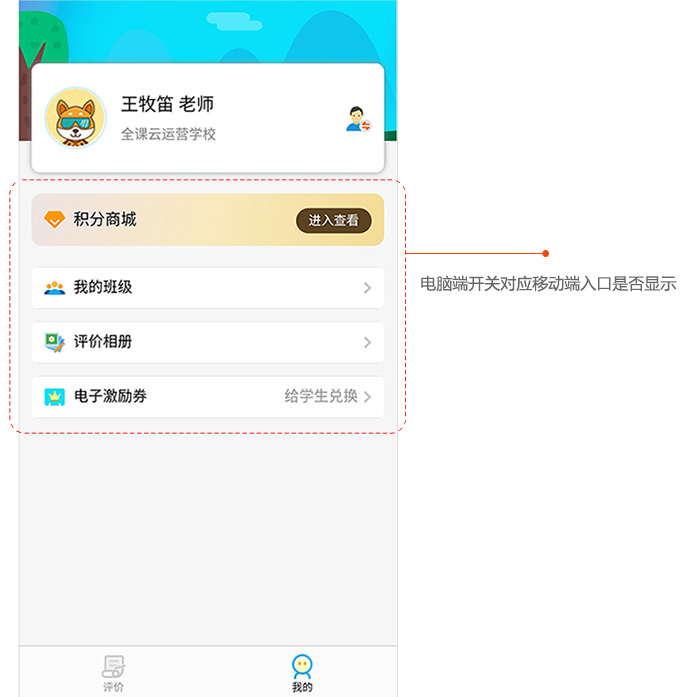 王牧笛 老师
全课云运营学校
积分商城
进入查看
电脑端开关对应移动端入口是否显示
我的班级
评价相册
电子激励券
给学生兑换
评价
我的